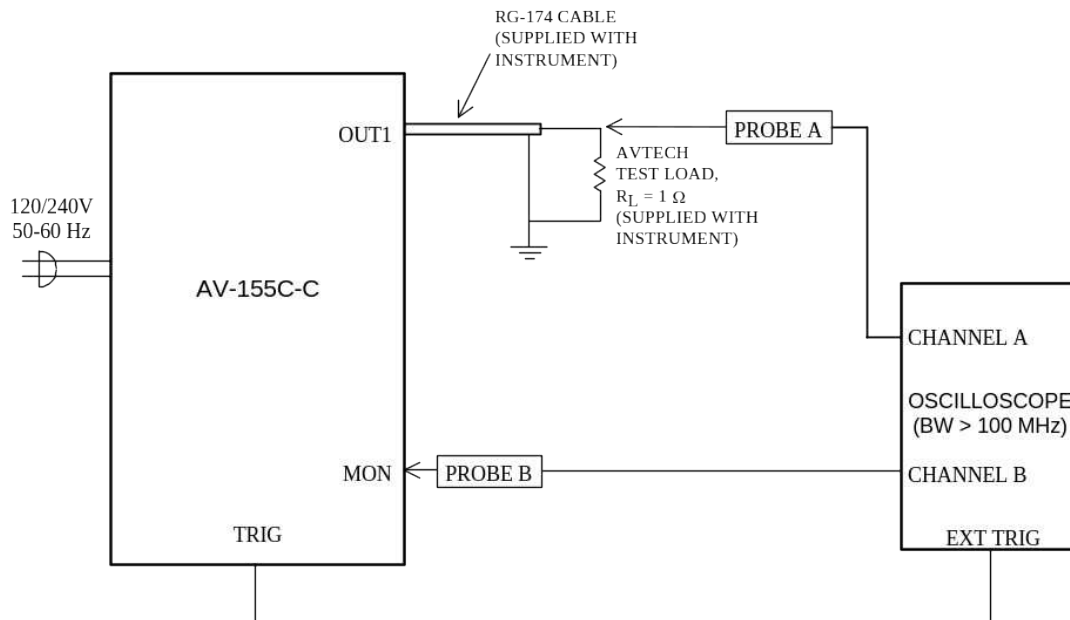 RG-174 CABLE
(SUPPLIED WITH
INSTRUMENT)
OUT1
PROBE A
AVTECH
TEST LOAD,
RL = 1 Ω
(SUPPLIED WITH
INSTRUMENT)
120/240V
50-60 Hz
AV-155C-C
CHANNEL A
OSCILLOSCOPE
(BW > 100 MHz)
MON
PROBE B
CHANNEL B
TRIG
EXT TRIG